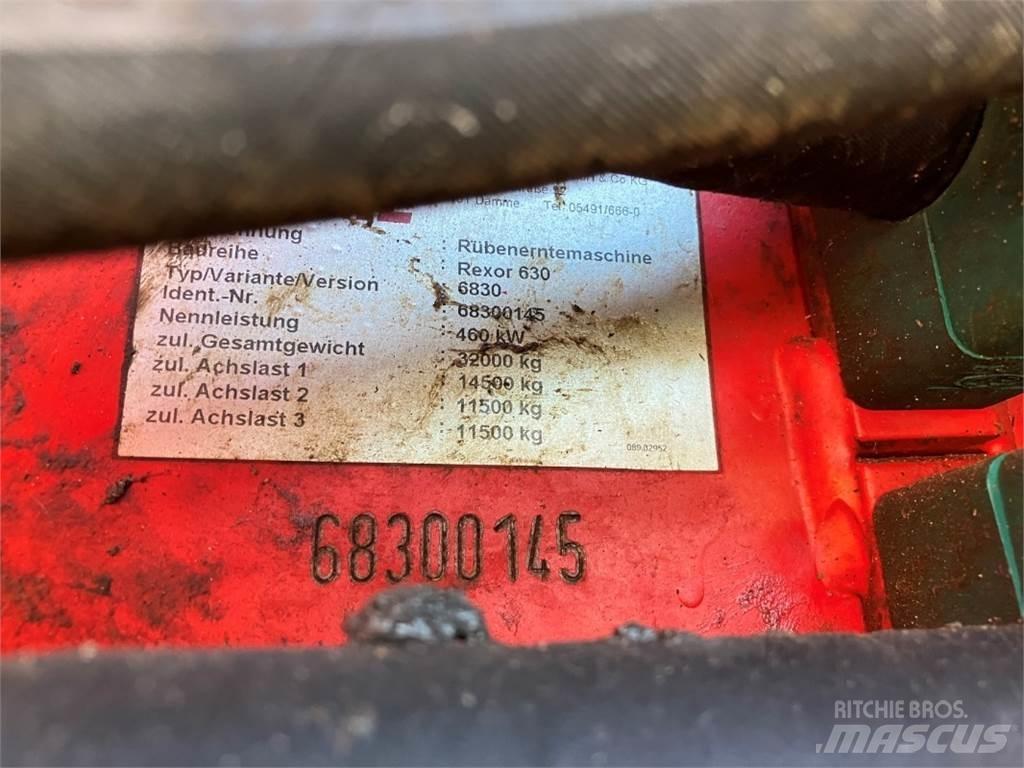 & Co KG
Damme Tel: 05491/666-0
: Rübenerntemaschine
Baureihe : Rexor 630
Typ/Variante/Version : 6830
Ident.-Nr. : 68300145
Nennleistung : 460 kW
zul. Gesamtgewicht : 32000 kg
zul. Achslast 1 : 14500 kg
zul. Achslast 2 : 11500 kg
zul. Achslast 3 : 11500 kg
089.02952
68300145
RITCHIE BROS.
MASCUS